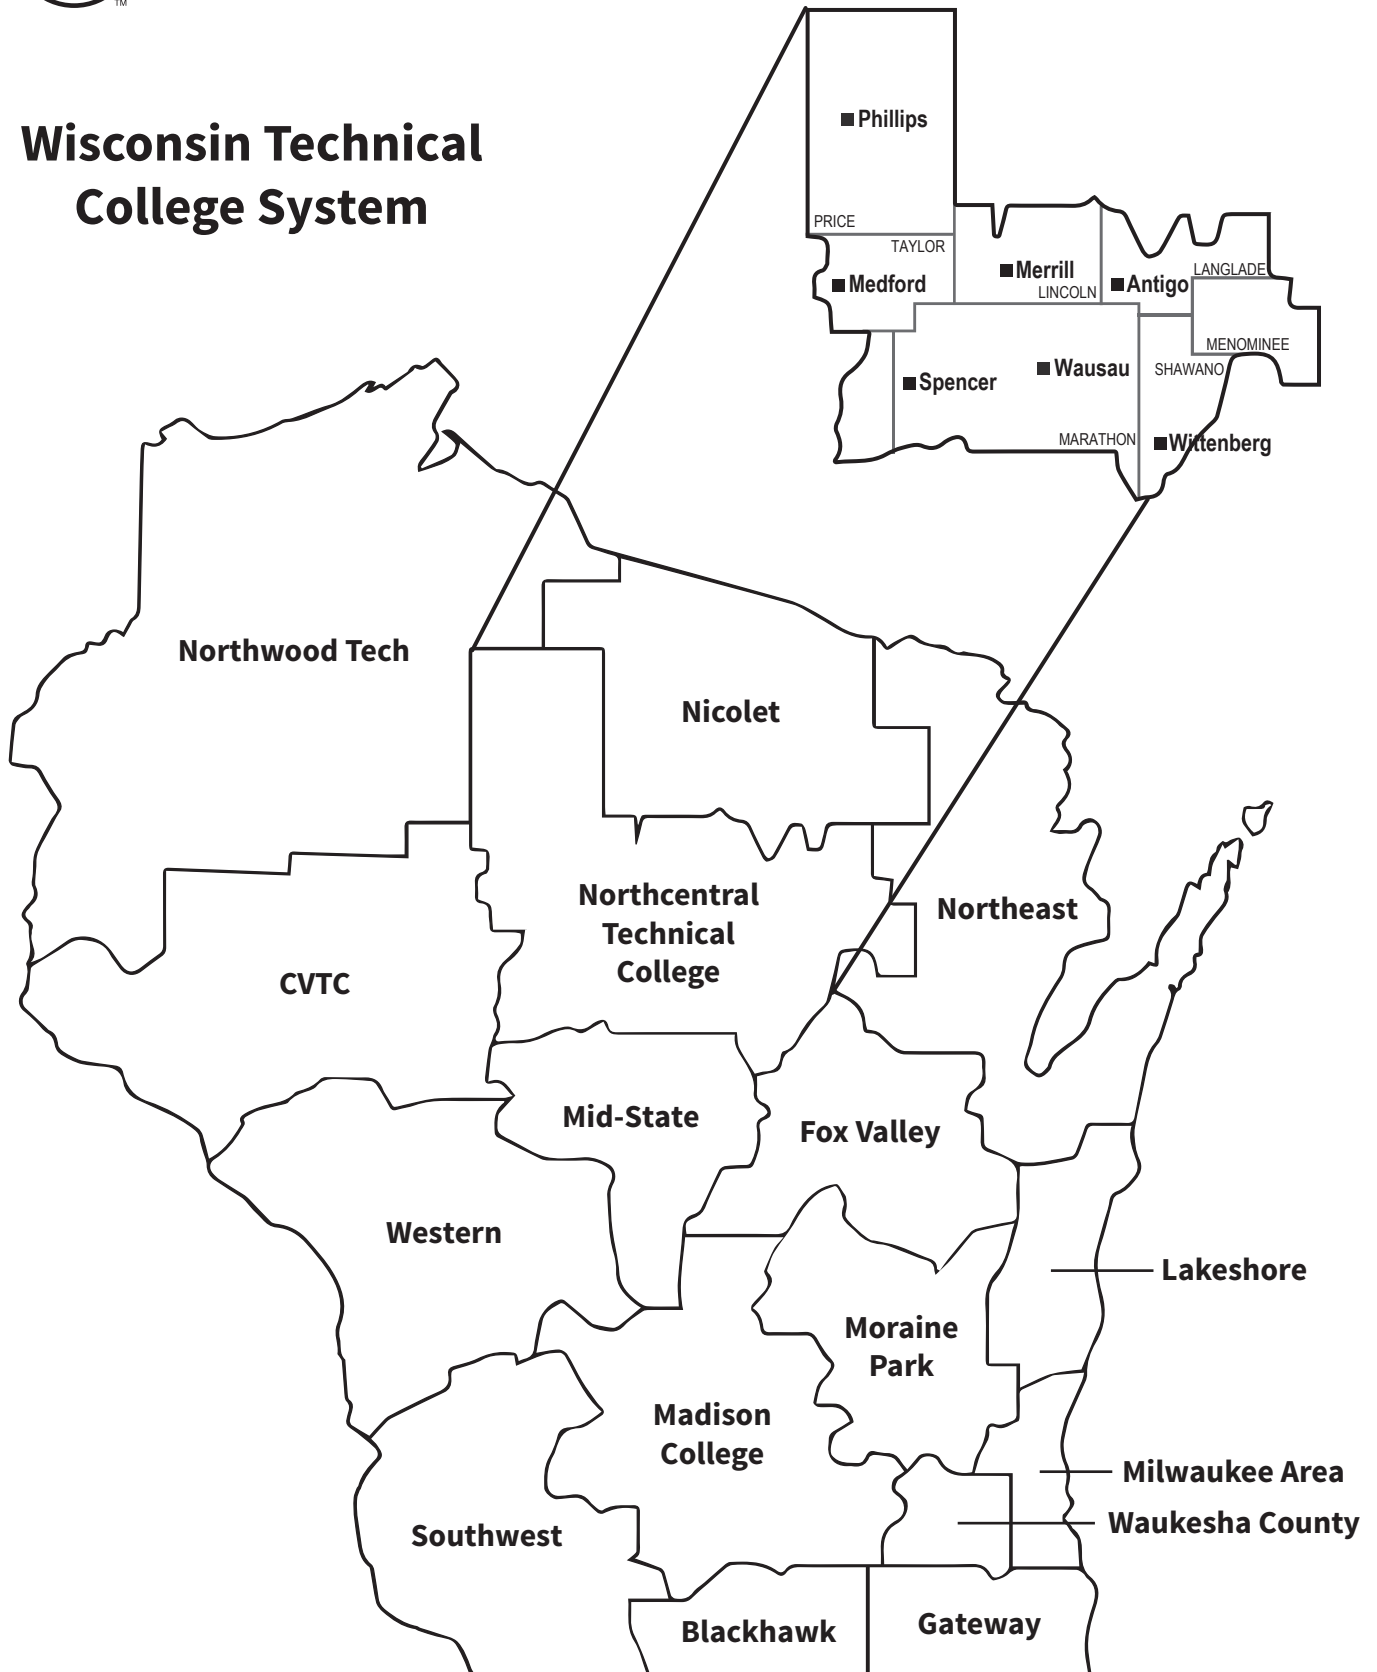 TM
Wisconsin Technical
College System
Phillips
PRICE
TAYLOR
Medford
Merrill
LINCOLN
Antigo
LANGLADE
MENOMINEE
SHAWANO
Spencer
Wausau
MARATHON
Wittenberg
Northwood Tech
Nicolet
Northcentral
Technical
College
Northeast
CVTC
Mid-State
Fox Valley
Western
Lakeshore
Moraine
Park
Madison
College
Milwaukee Area
Waukesha County
Southwest
Blackhawk
Gateway